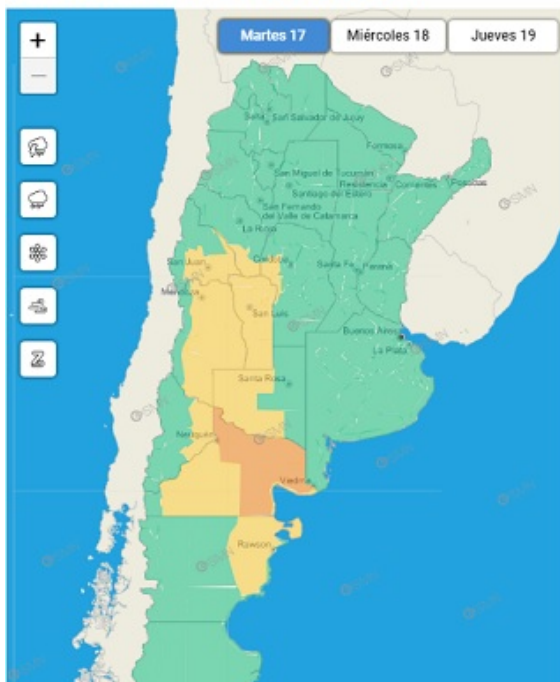 +
Martes 17
Miércoles 18
Jueves 19
−
SMN
Salta
San Salvador de Jujuy
Formosa
San Miguel de Tucumán
Resistencia
Corrientes
Posadas
Santiago del Estero
San Fernando
del Valle de Catamarca
La Rioja
San Juan
Córdoba
Santa Fe
Paraná
Mendoza
San Luis
Buenos Aires
La Plata
Santa Rosa
Neuquén
Viedma
Rawson